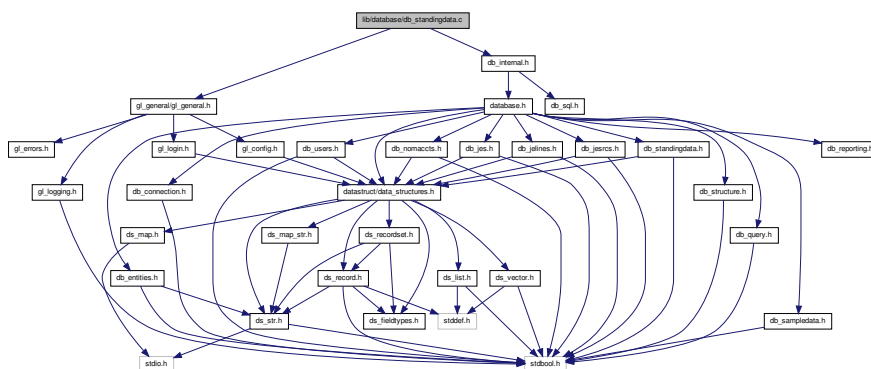 lib/database/db_standingdata.c
db_internal.h
gl_general/gl_general.h
database.h
db_sql.h
gl_errors.h
gl_login.h
gl_config.h
db_users.h
db_nomaccts.h
db_jes.h
db_jelines.h
db_jesrcs.h
db_standingdata.h
db_reporting.h
gl_logging.h
db_connection.h
datastruct/data_structures.h
db_structure.h
ds_map.h
ds_map_str.h
ds_recordset.h
db_query.h
db_entities.h
ds_record.h
ds_list.h
ds_vector.h
ds_str.h
ds_fieldtypes.h
stddef.h
db_sampledata.h
stdio.h
stdbool.h